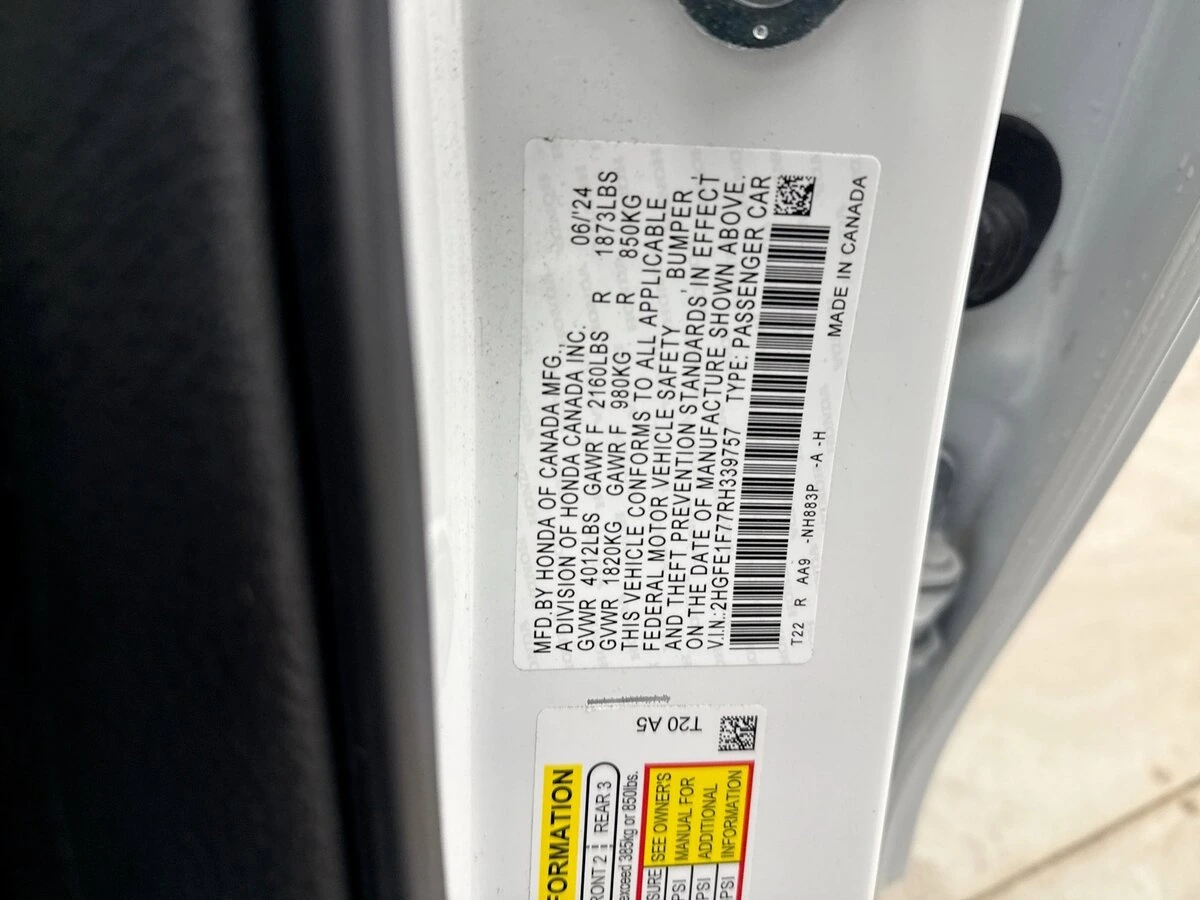 MFD.BY HONDA OF CANADA MFG.,
A DIVISION OF HONDA CANADA INC. 06/'24
GVWR 4012LBS GAWR F 2160LBS R 1873LBS
GVWR 1820KG GAWR F 980KG R 850KG
THIS VEHICLE CONFORMS TO ALL APPLICABLE
FEDERAL MOTOR VEHICLE SAFETY , BUMPER ,
AND THEFT PREVENTION STANDARDS IN EFFECT
ON THE DATE OF MANUFACTURE SHOWN ABOVE.
V.I.N.:2HGFE1F77RH339757 TYPE: PASSENGER CAR
T22 R AA9 -NH883P -A -H
MADE IN CANADA
T20 A51
FORMATION
RONT 2 REAR 3
exceed 385kg or 850lbs.
SURE SEE OWNER'S
PSI MANUAL FOR
PSI ADDITIONAL
PSI INFORMATION